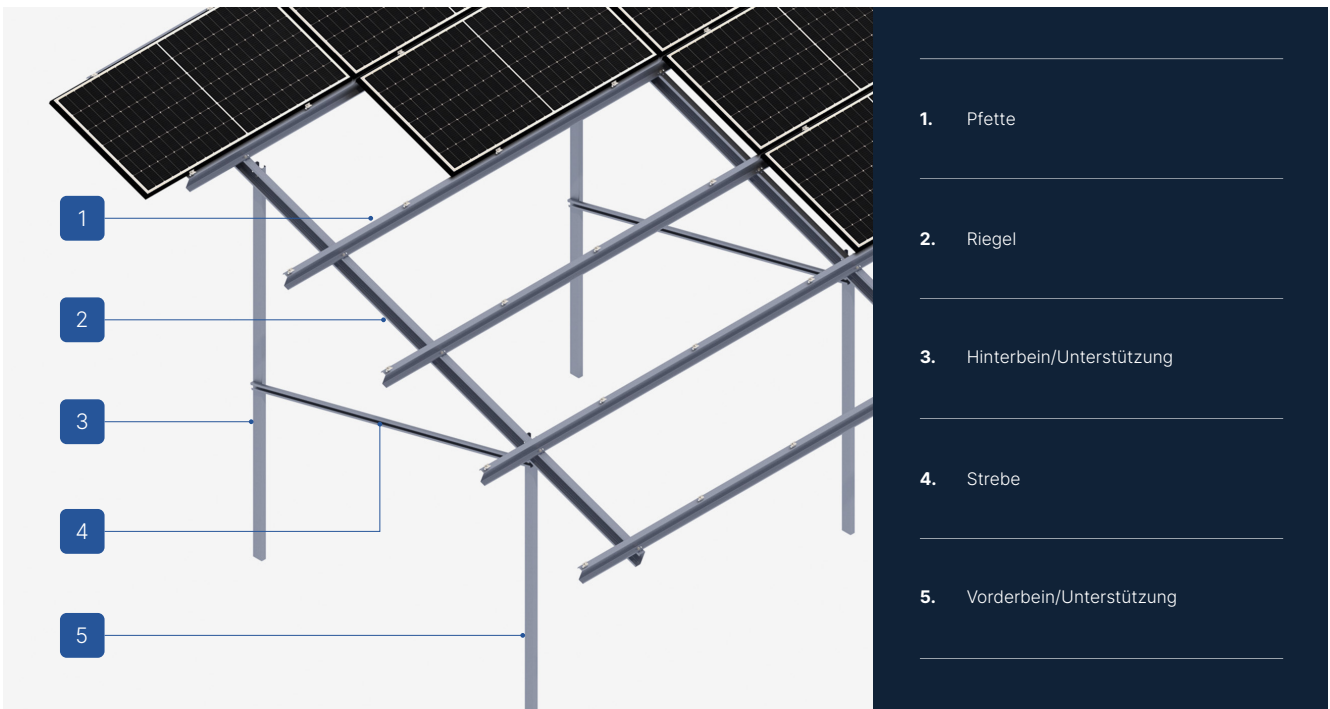 1
2
3
4
5
1. Pfette
2. Riegel
3. Hinterbein/Unterstützung
4. Strebe
5. Vorderbein/Unterstützung